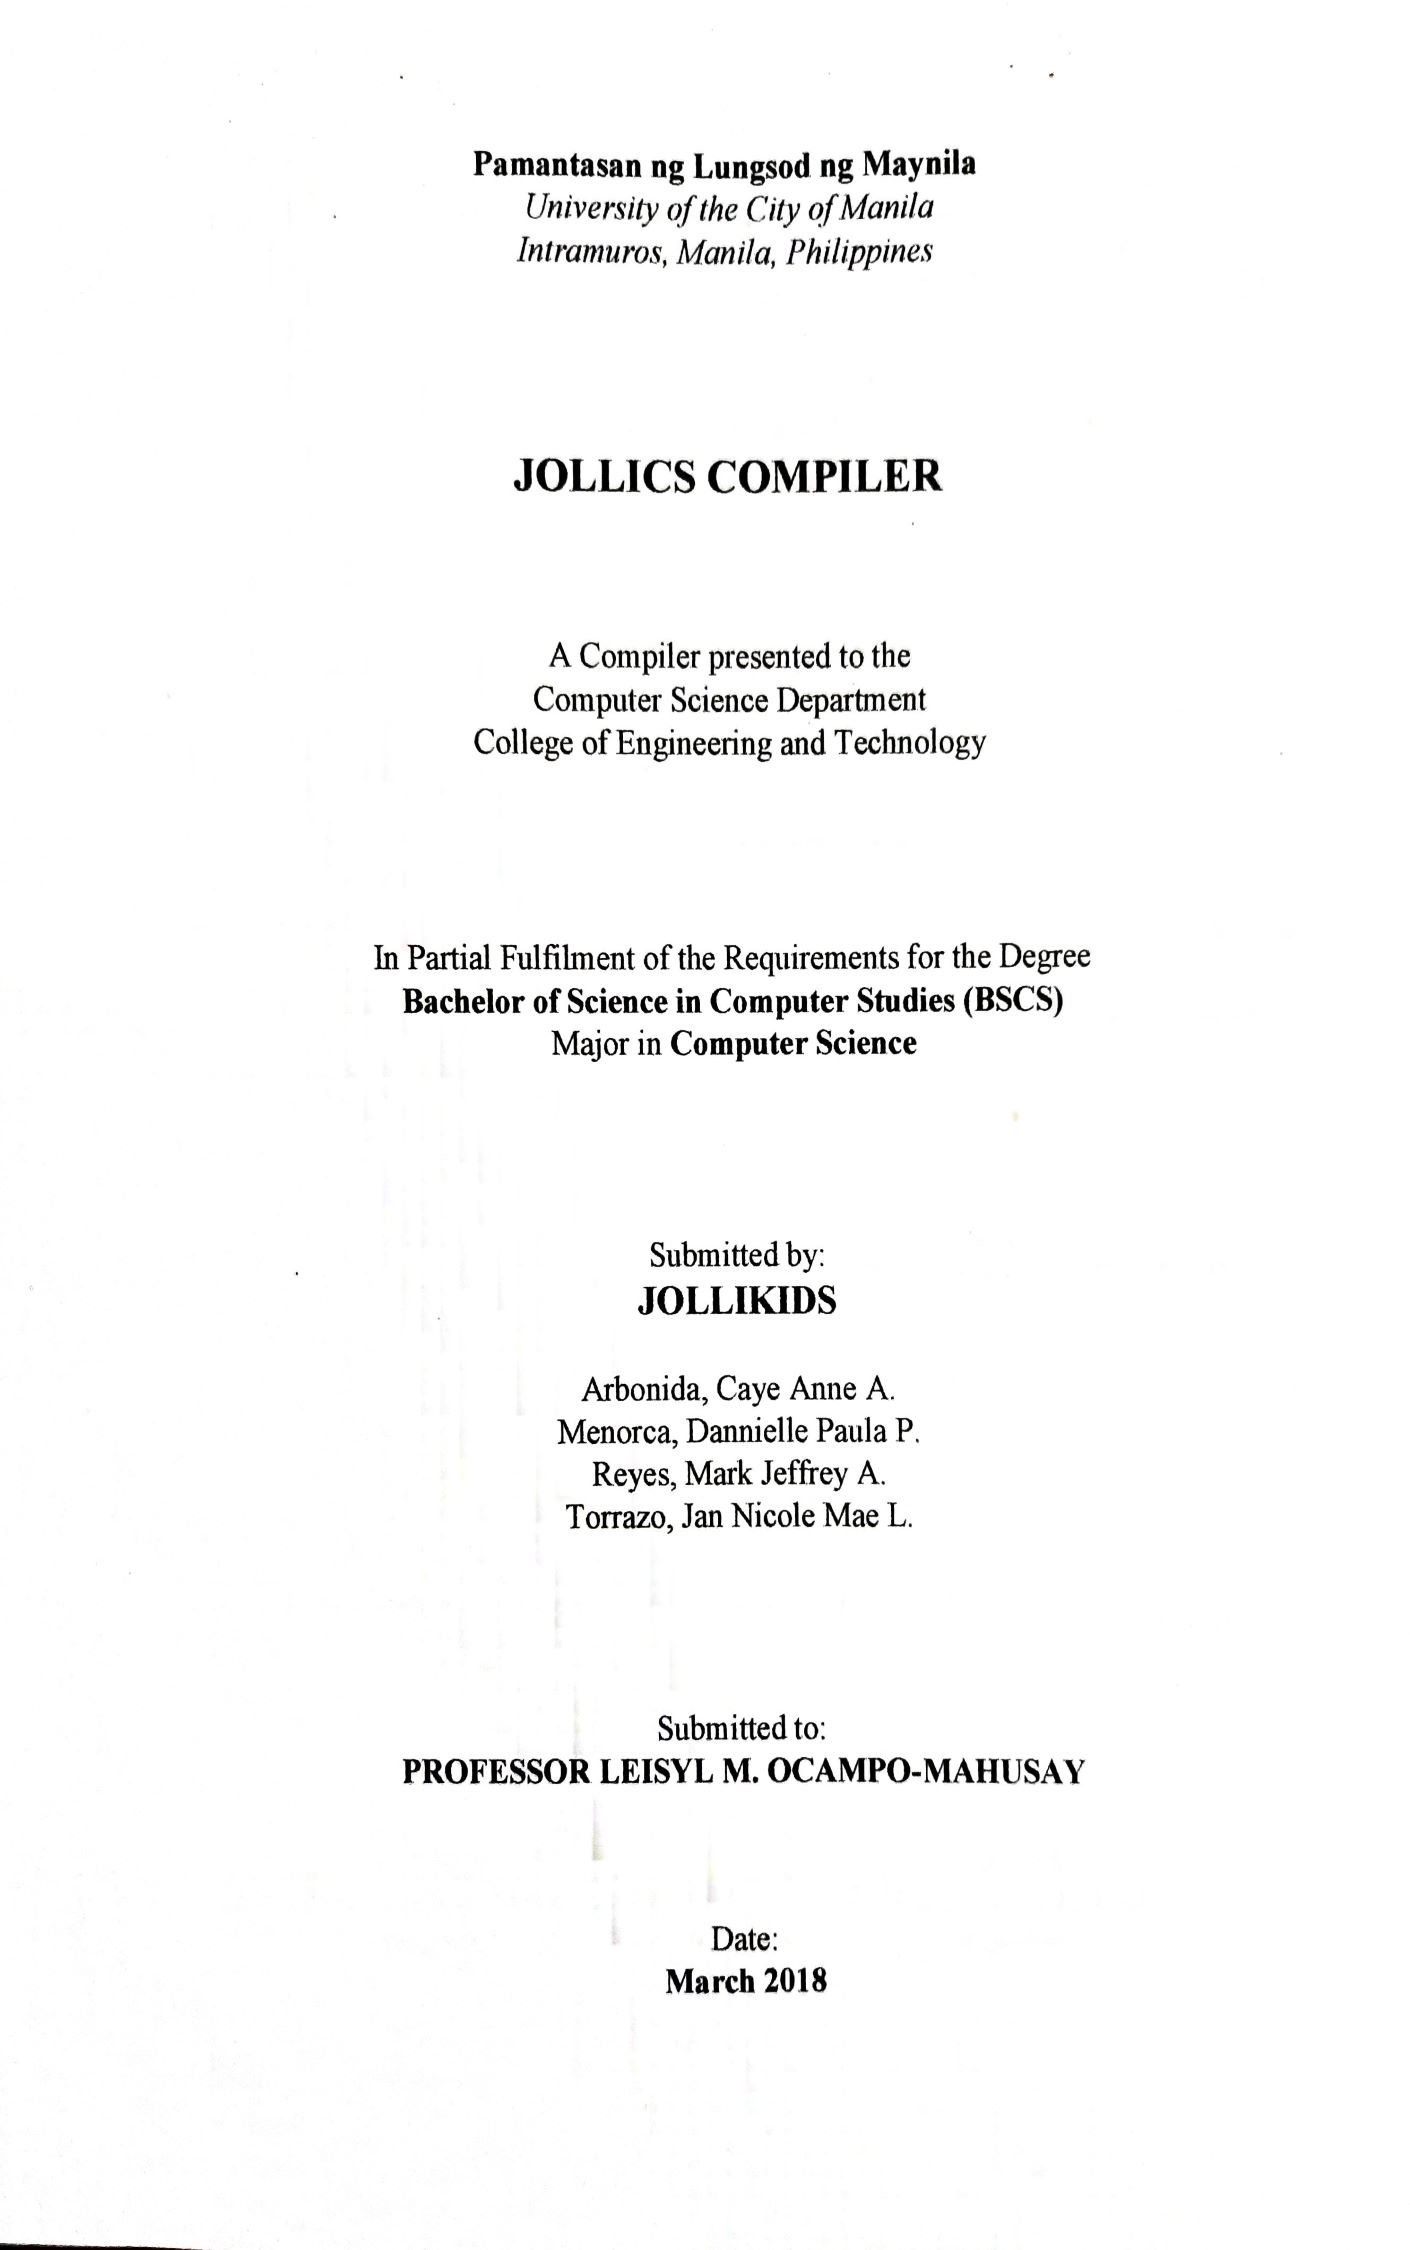 Pamantasan ng Lungsod ng Maynila
University of the City of Manila
Intramuros, Manila, Philippines
JOLLICS COMPILER
A Compiler presented to the
Computer Science Department
College of Engineering and Technology
In Partial Fulfilment of the Requirements for the Degree
Bachelor of Science in Computer Studies (BSCS)
Major in Computer Science
Submitted by:
JOLLIKIDS
Arbonida, Caye Anne A.
Menorca, Dannielle Paula P.
Reyes, Mark Jeffrey A.
Torrazo, Jan Nicole Mae L.
Submitted to:
PROFESSOR LEISYL M. OCAMPO-MAHUSAY
Date:
March 2018